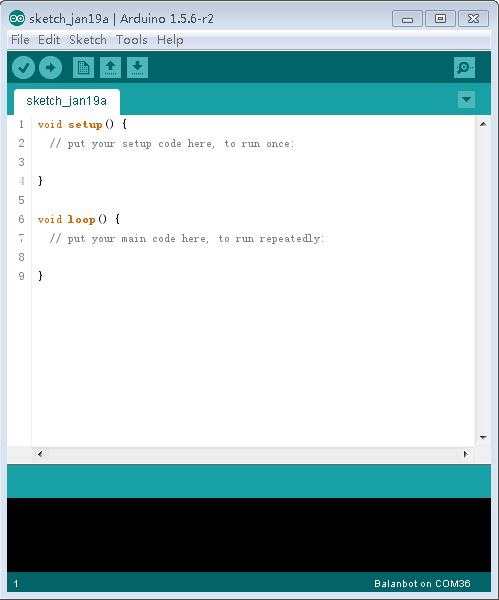 sketch_jan19a | Arduino 1.5.6-r2
File Edit Sketch Tools Help
sketch_jan19a
1 void setup() {
2 // put your setup code here, to run once:
3
4 }
5
6 void loop() {
7 // put your main code here, to run repeatedly:
8
9 }
1 Balanbot on COM36